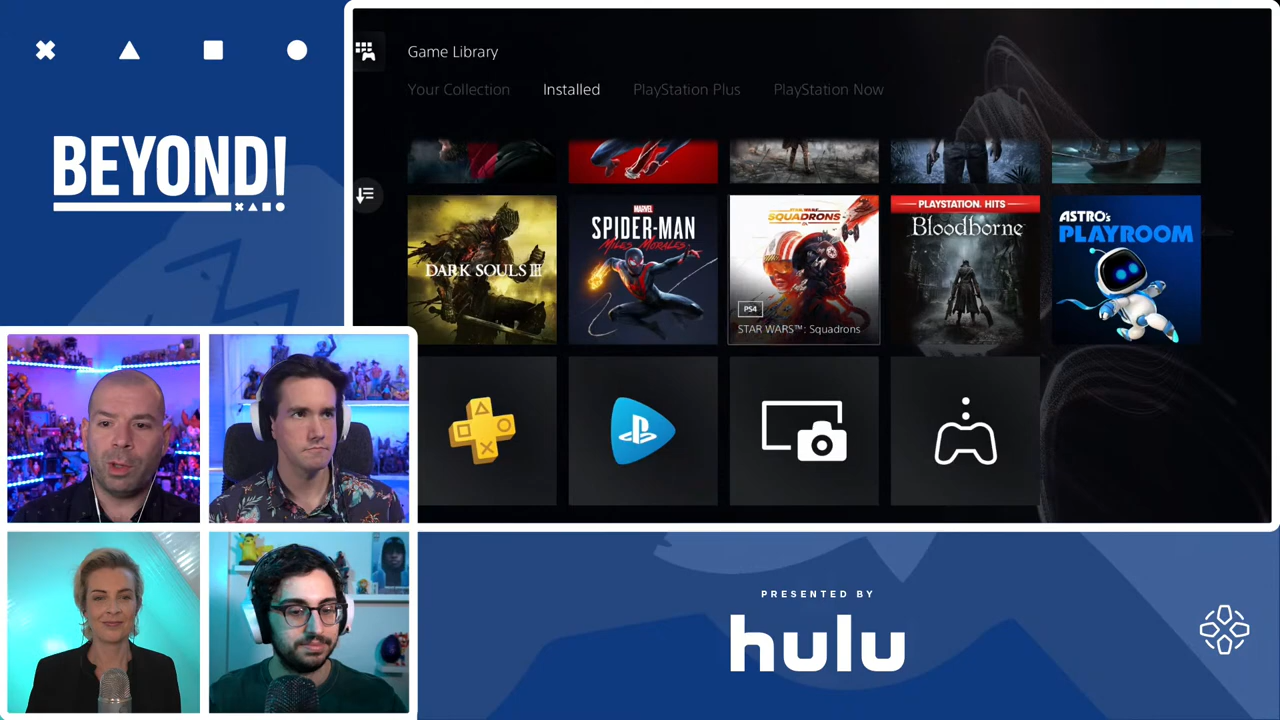 BEYOND!
Game Library
Your Collection
Installed
PlayStation Plus
PlayStation Now
DARK SOULS III
MARVEL
SPIDER-MAN
MILES MORALES
STAR WARS
SQUADRONS
PS4
STAR WARS™: Squadrons
PLAYSTATION HITS
Bloodborne
ASTRO's
PLAYROOM
PRESENTED BY
hulu